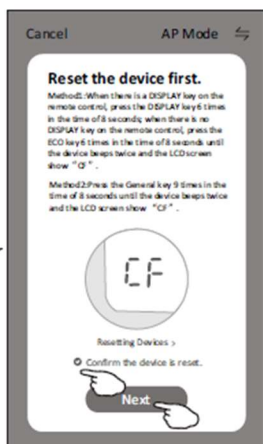 Cancel AP Mode
Reset the device first.
Method1:When there is a DISPLAY key on the
remote control, press the DISPLAY key 6 times
in the time of 8 seconds; when there is no
DISPLAY key on the remote control, press the
ECO key 6 times in the time of 8 seconds until
the device beeps twice and the LCD screen
show "CF" .
Method2:Press the General key 9 times in the
time of 8 seconds until the device beeps twice
and the LCD screen show "CF" .
CF
Resetting Devices >
Confirm the device is reset.
Next